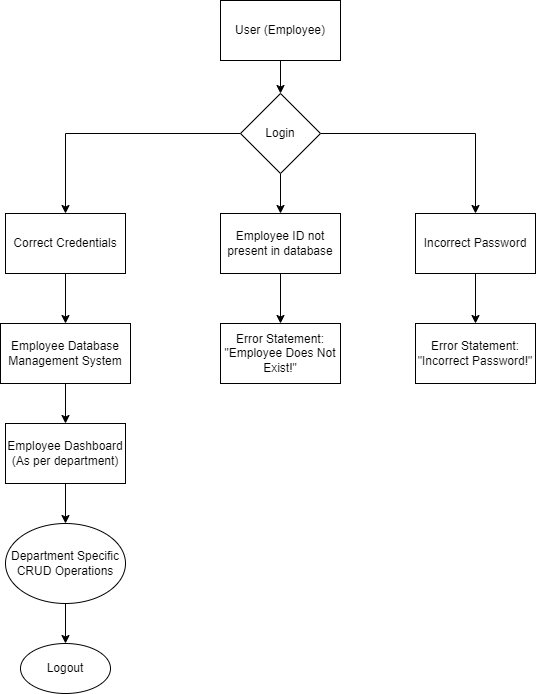 User (Employee)
Login
Correct Credentials
Employee ID not
present in database
Incorrect Password
Employee Database
Management System
Error Statement:
"Employee Does Not
Exist!"
Error Statement:
"Incorrect Password!"
Employee Dashboard
(As per department)
Department Specific
CRUD Operations
Logout